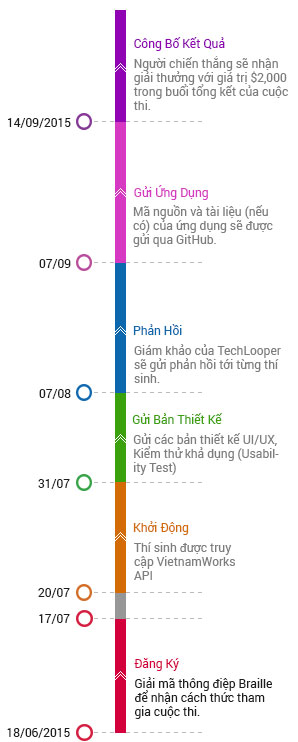 Công Bố Kết Quả
Người chiến thắng sẽ nhận
giải thưởng với giá trị $2,000
trong buổi tổng kết của cuộc
thi.
14/09/2015
Gửi Ứng Dụng
Mã nguồn và tài liệu (nếu
có) của ứng dụng sẽ được
gửi qua GitHub.
07/09
Phản Hồi
Giám khảo của TechLooper
sẽ gửi phản hồi tới từng thí
sinh.
07/08
Gửi Bản Thiết Kế
Gửi các bản thiết kế UI/UX,
Kiểm thử khả dụng (Usabil-
ity Test)
31/07
Khởi Động
Thí sinh được truy
cập VietnamWorks
API
20/07
17/07
Đăng Ký
Giải mã thông điệp Braille
để nhận cách thức tham
gia cuộc thi.
18/06/2015